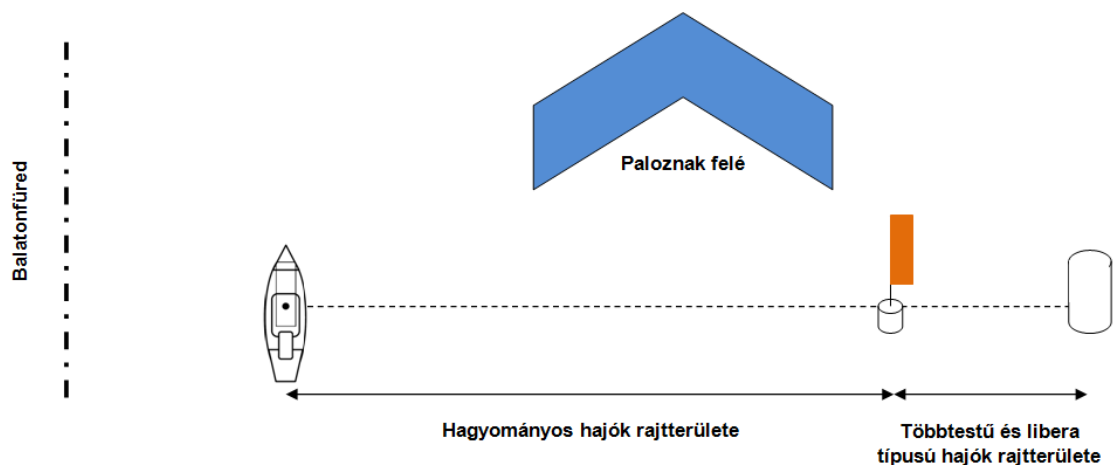 Balatonfüred
Paloznak felé
Hagyományos hajók rajtterülete
Többtestű és libera
típusú hajók rajtterülete